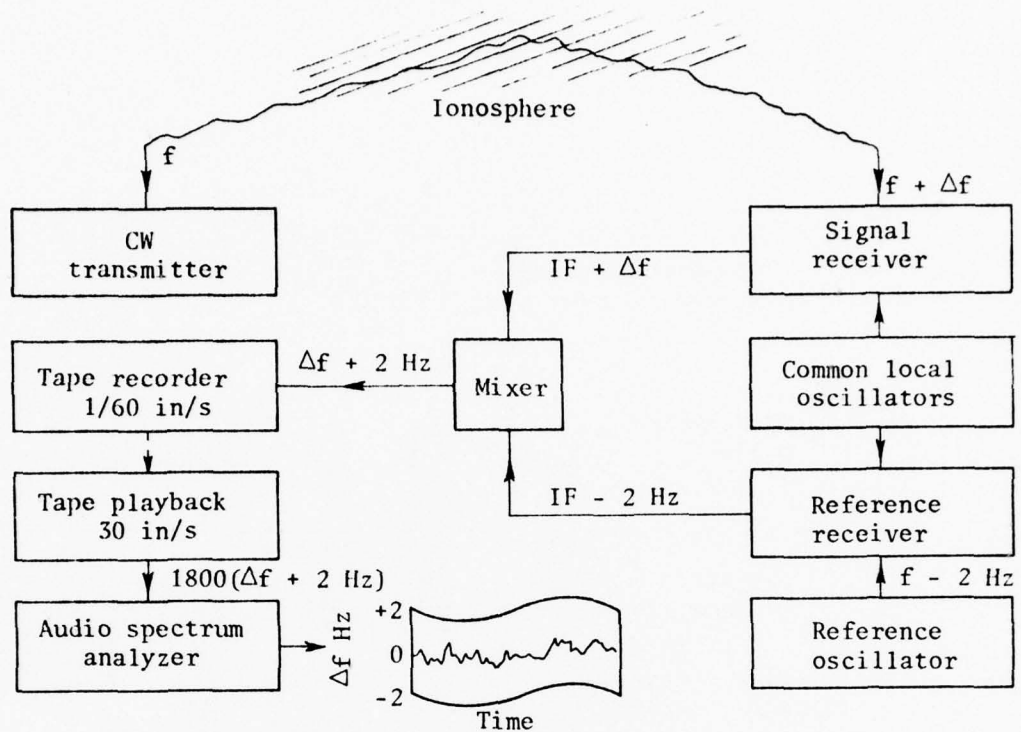 Ionosphere
f
f + Δf
CW
transmitter
Signal
receiver
IF + Δf
Tape recorder
1/60 in/s
Δf + 2 Hz
Mixer
Common local
oscillators
Tape playback
30 in/s
IF - 2 Hz
Reference
receiver
1800(Δf + 2 Hz)
f - 2 Hz
Audio spectrum
analyzer
Δf Hz
+2
0
-2
Time
Reference
oscillator